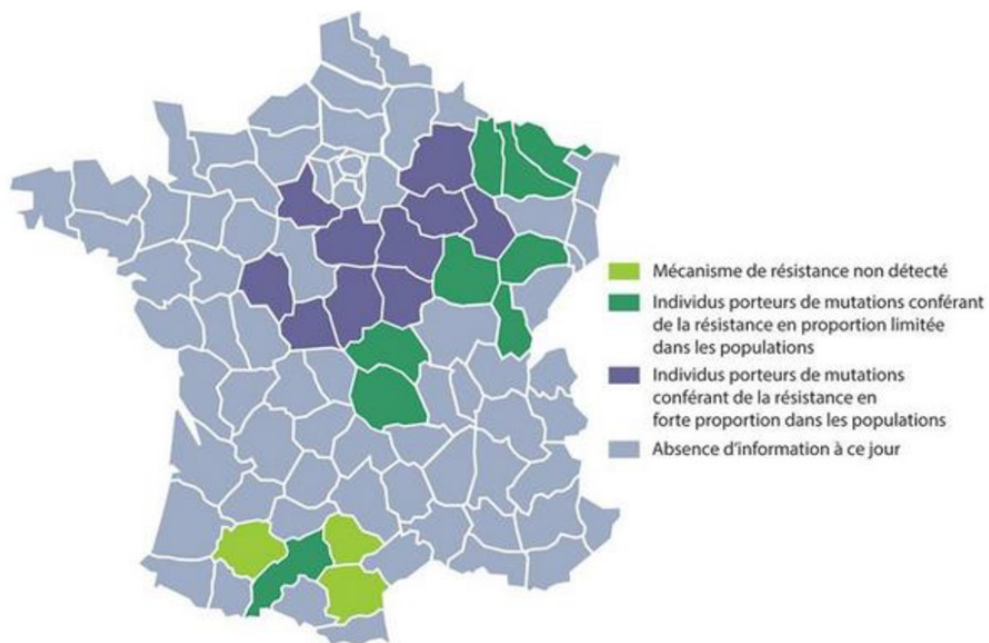 Mécanisme de résistance non détecté
Individus porteurs de mutations conférant
de la résistance en proportion limitée
dans les populations
Individus porteurs de mutations
conférant de la résistance en
forte proportion dans les populations
Absence d'information à ce jour